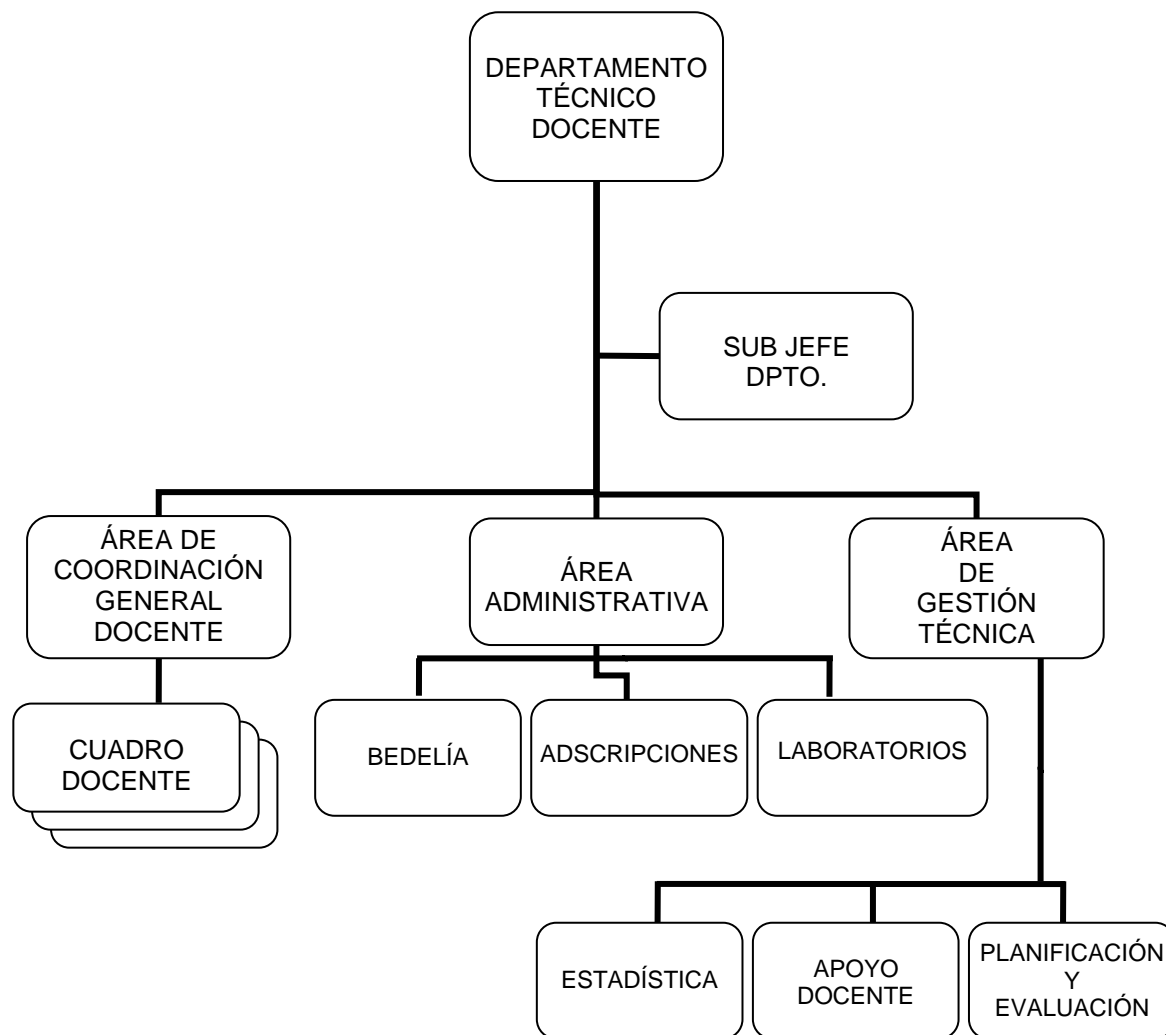 DEPARTAMENTO
TÉCNICO
DOCENTE
SUB JEFE
DPTO.
ÁREA DE
COORDINACIÓN
GENERAL
DOCENTE
ÁREA
ADMINISTRATIVA
ÁREA
DE
GESTIÓN
TÉCNICA
CUADRO
DOCENTE
BEDELÍA
ADSCRIPCIONES
LABORATORIOS
ESTADÍSTICA
APOYO
DOCENTE
PLANIFICACIÓN
Y
EVALUACIÓN